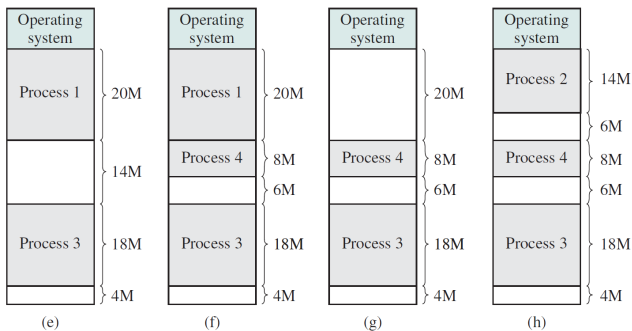 Operating
system
Process 1
20M
14M
Process 3
18M
4M
(e)
Operating
system
Process 1
20M
Process 4
8M
6M
Process 3
18M
4M
(f)
Operating
system
20M
Process 4
8M
6M
Process 3
18M
4M
(g)
Operating
system
Process 2
14M
6M
Process 4
8M
6M
Process 3
18M
4M
(h)